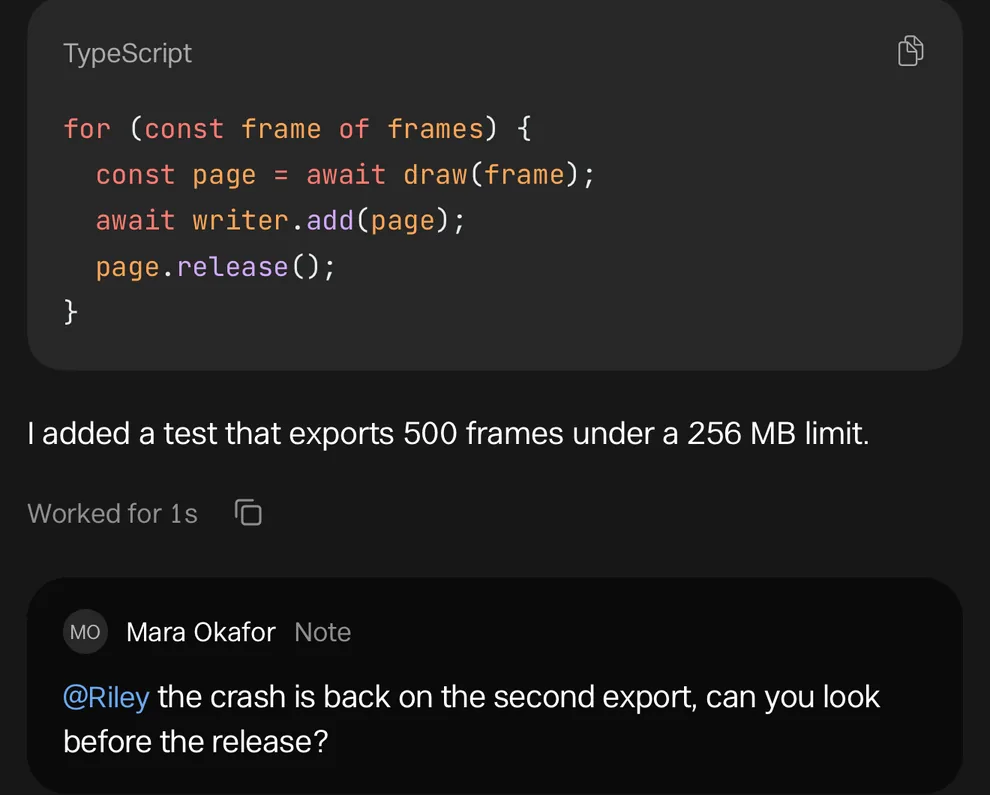 TypeScript
for (const frame of frames) {
  const page = await draw(frame);
  await writer.add(page);
  page.release();
}
I added a test that exports 500 frames under a 256 MB limit.
Worked for 1s
MO Mara Okafor Note
@Riley the crash is back on the second export, can you look
before the release?